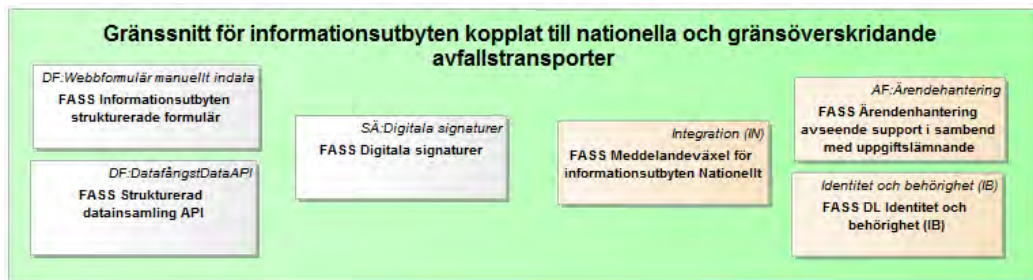 Gränssnitt för informationsutbyten kopplat till nationella och gränsöverskridande
avfallstransporter
DF:Webbformulär manuellt indata
FASS Informationsutbyten
strukturerade formulär
DF:DatafångstDataAPI
FASS Strukturerad
datainsamling API
SÄ:Digitala signaturer
FASS Digitala signaturer
Integration (IN)
FASS Meddelandeväxel för
informationsutbyten Nationellt
AF:Ärendehantering
FASS Ärendenhantering
avseende support i sambend
med uppgiftslämnande
Identitet och behörighet (IB)
FASS DL Identitet och
behörighet (IB)